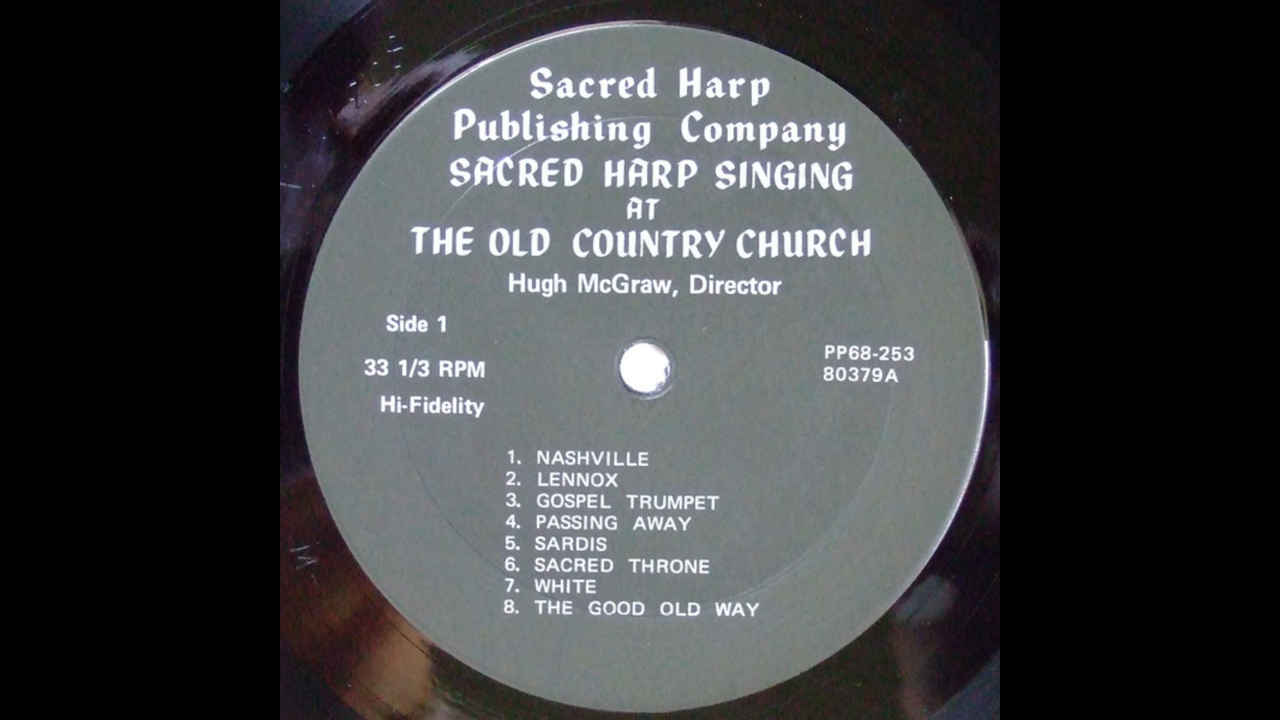 Sacred Harp
Publishing Company
SACRED HARP SINGING
AT
THE OLD COUNTRY CHURCH
Hugh McGraw, Director
Side 1
33 1/3 RPM
Hi-Fidelity
PP68-253
80379A
1. NASHVILLE
2. LENNOX
3. GOSPEL TRUMPET
4. PASSING AWAY
5. SARDIS
6. SACRED THRONE
7. WHITE
8. THE GOOD OLD WAY